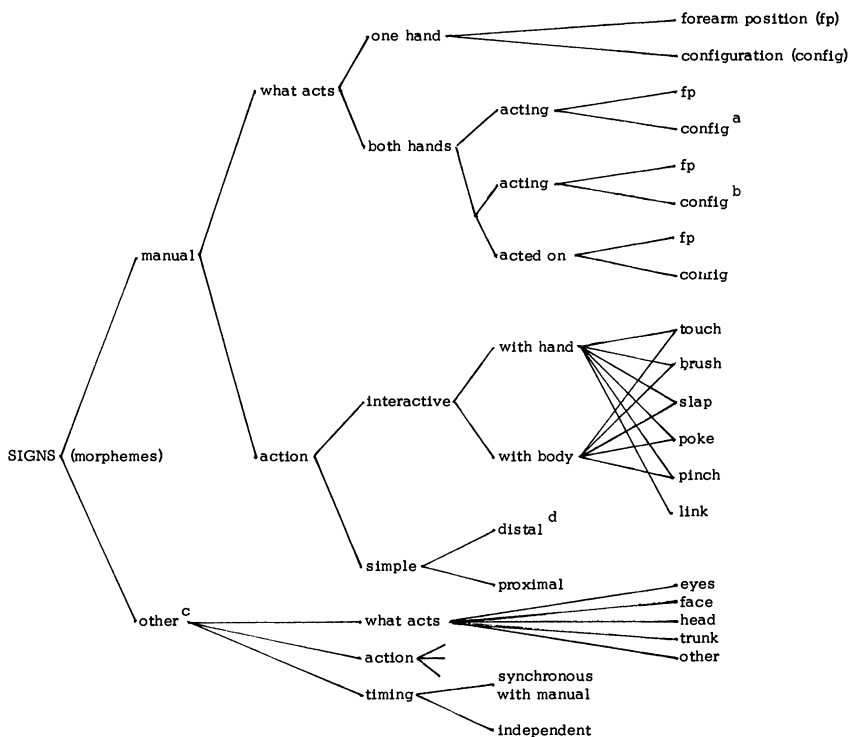 forearm position (fp)
one hand
configuration (config)
what acts
fp
acting
config a
both hands
fp
acting
config b
fp
acted on
config
manual
touch
with hand
brush
interactive
slap
poke
SIGNS (morphemes)
action
with body
pinch
link
distal d
simple
proximal
eyes
face
other c
what acts
head
trunk
action
other
synchronous
with manual
timing
independent